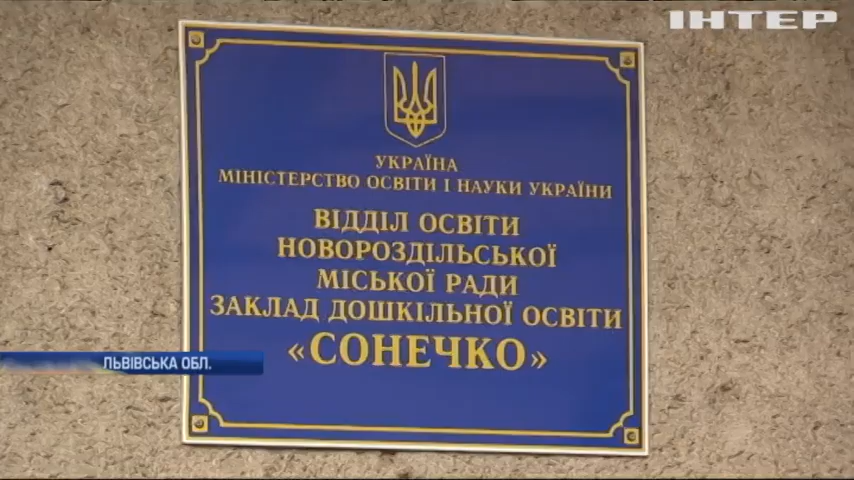 ІНТЕР
УКРАЇНА
МІНІСТЕРСТВО ОСВІТИ І НАУКИ УКРАЇНИ
ВІДДІЛ ОСВІТИ
НОВОРОЗДІЛЬСЬКОЇ
МІСЬКОЇ РАДИ
ЗАКЛАД ДОШКІЛЬНОЇ ОСВІТИ
«СОНЕЧКО»
ЛЬВІВСЬКА ОБЛ.